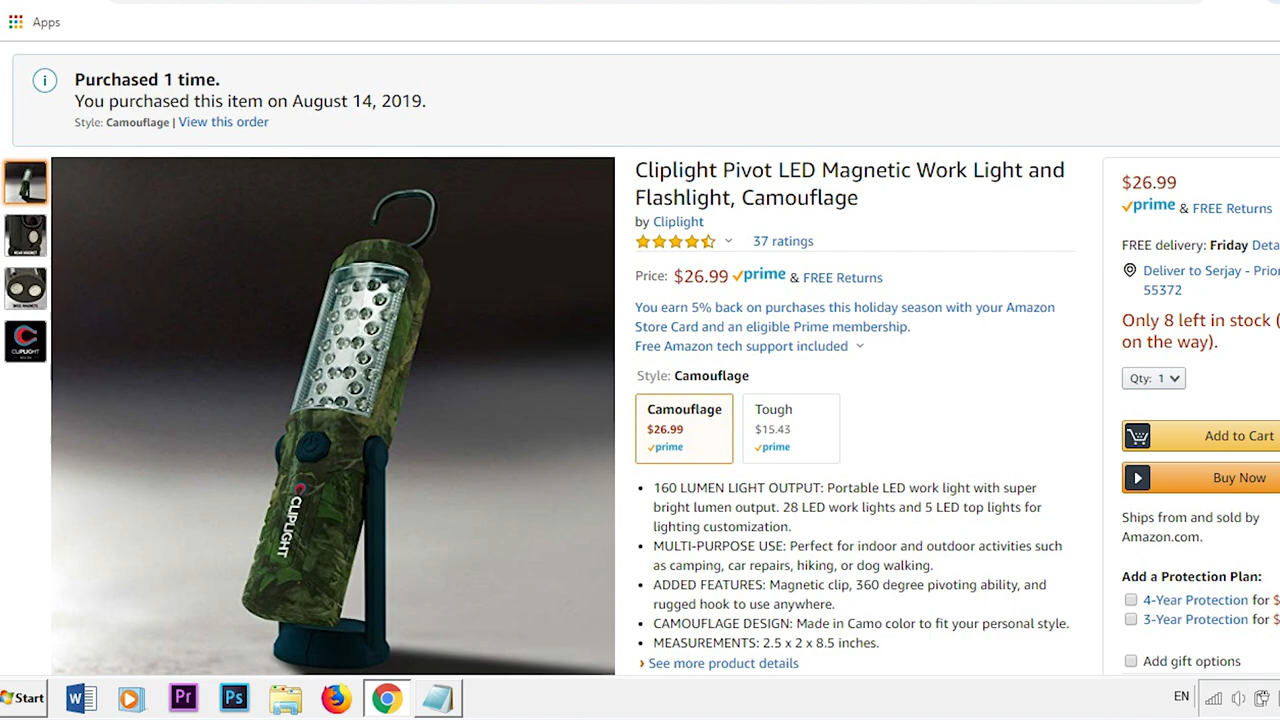 Apps
Purchased 1 time.
You purchased this item on August 14, 2019.
Style: Camouflage | View this order
Cliplight Pivot LED Magnetic Work Light and
Flashlight, Camouflage
by Cliplight
37 ratings
Price: $26.99 prime & FREE Returns
You earn 5% back on purchases this holiday season with your Amazon
Store Card and an eligible Prime membership.
Free Amazon tech support included
Style: Camouflage
Camouflage
$26.99
prime
Tough
$15.43
prime
• 160 LUMEN LIGHT OUTPUT: Portable LED work light with super
bright lumen output. 28 LED work lights and 5 LED top lights for
lighting customization.
• MULTI-PURPOSE USE: Perfect for indoor and outdoor activities such
as camping, car repairs, hiking, or dog walking.
• ADDED FEATURES: Magnetic clip, 360 degree pivoting ability, and
rugged hook to use anywhere.
• CAMOUFLAGE DESIGN: Made in Camo color to fit your personal style.
• MEASUREMENTS: 2.5 x 2 x 8.5 inches.
› See more product details
$26.99
prime & FREE Returns
FREE delivery: Friday Deta
Deliver to Serjay - Prior
55372
Only 8 left in stock (
on the way).
Qty: 1
Add to Cart
Buy Now
Ships from and sold by
Amazon.com.
Add a Protection Plan:
4-Year Protection for $
3-Year Protection for $
Add gift options
CLIPLIGHT
CLIPLIGHT
Start
W
Pr
Ps
EN